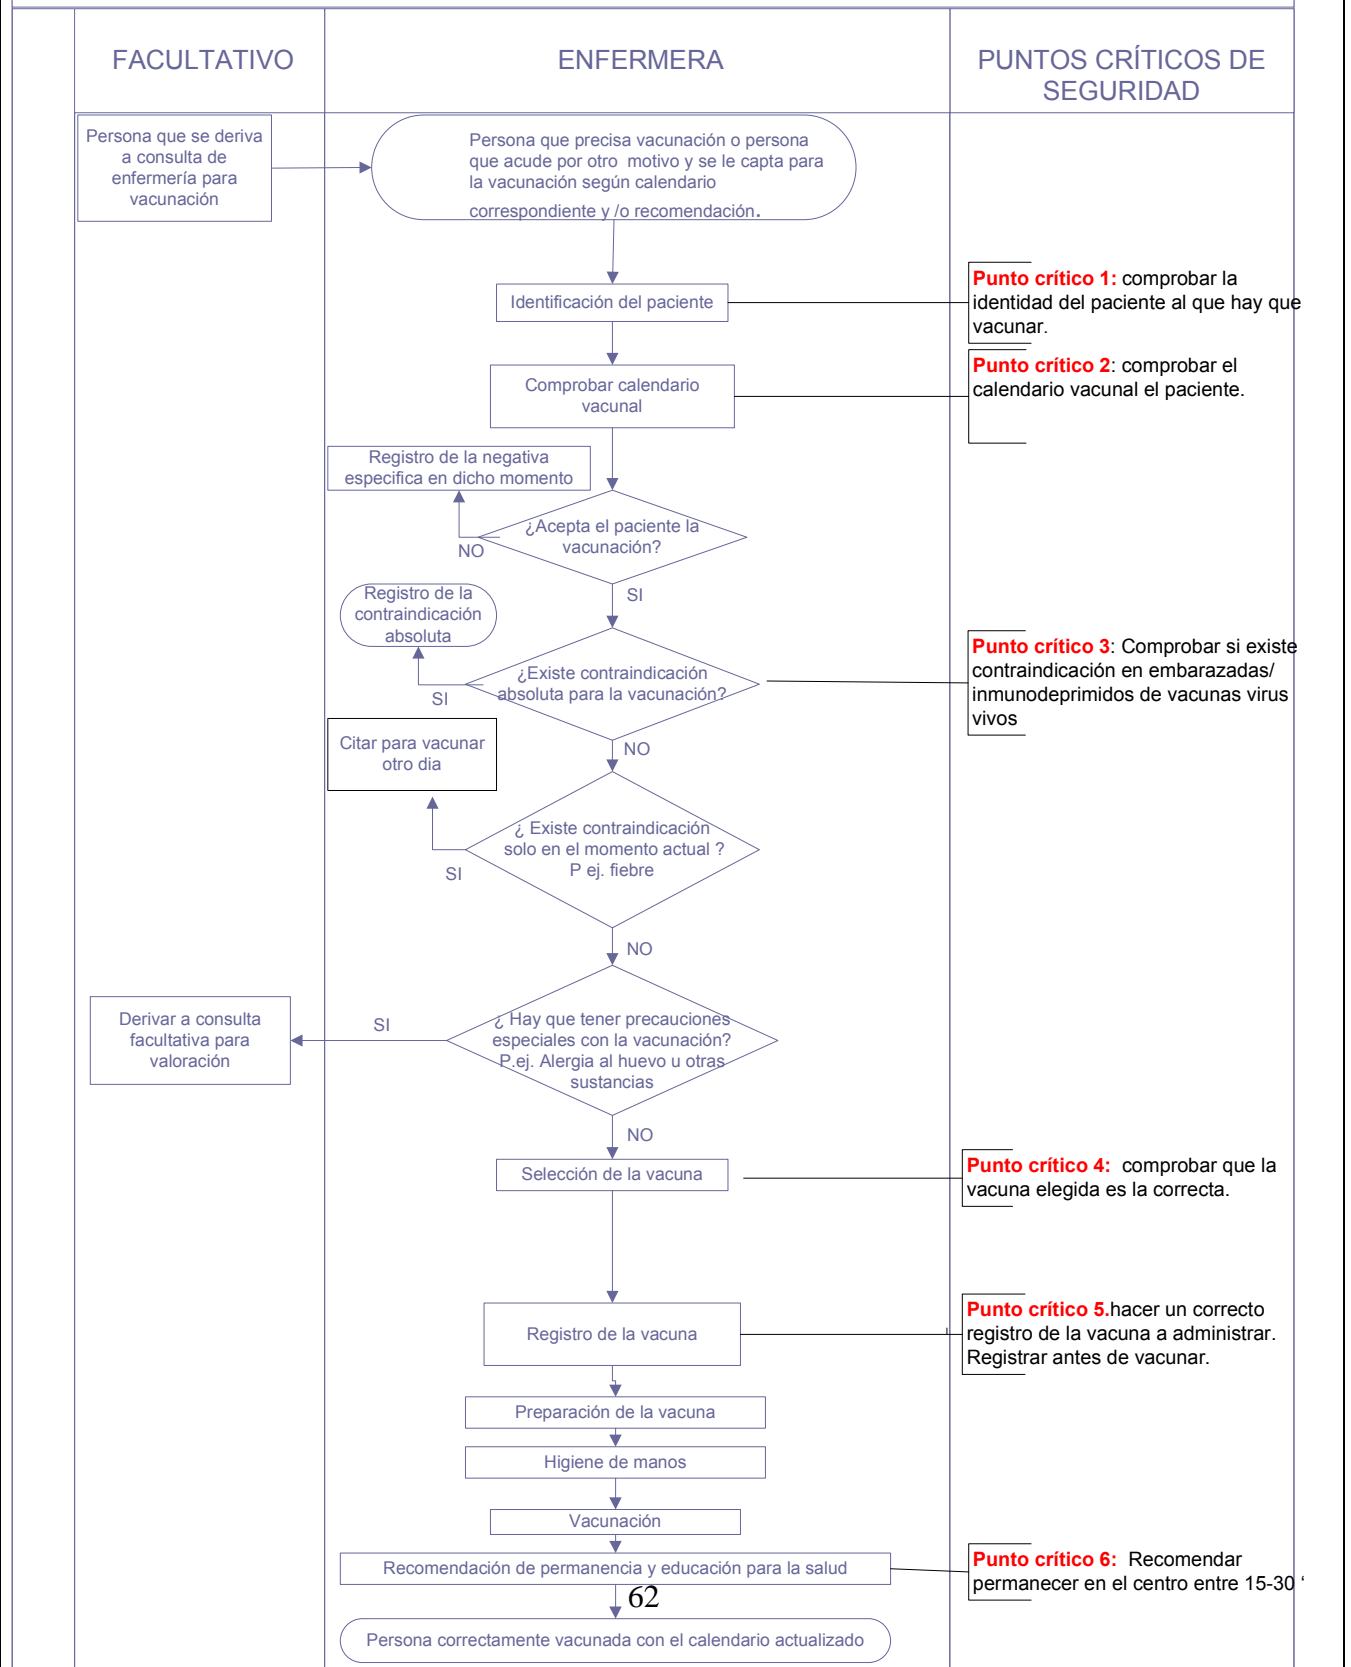 FACULTATIVO
ENFERMERA
PUNTOS CRÍTICOS DE
SEGURIDAD
Persona que se deriva
a consulta de
enfermería para
vacunación
Persona que precisa vacunación o persona
que acude por otro motivo y se le capta para
la vacunación según calendario
correspondiente y /o recomendación.
Identificación del paciente
Punto crítico 1: comprobar la
identidad del paciente al que hay que
vacunar.
Comprobar calendario
vacunal
Punto crítico 2: comprobar el
calendario vacunal el paciente.
Registro de la negativa
especifica en dicho momento
¿Acepta el paciente la
vacunación?
NO
SI
Registro de la
contraindicación
absoluta
¿Existe contraindicación
absoluta para la vacunación?
SI
NO
Punto crítico 3: Comprobar si existe
contraindicación en embarazadas/
inmunodeprimidos de vacunas virus
vivos
Citar para vacunar
otro dia
¿ Existe contraindicación
solo en el momento actual ?
P ej. fiebre
SI
NO
Derivar a consulta
facultativa para
valoración
SI
¿ Hay que tener precauciones
especiales con la vacunación?
P.ej. Alergia al huevo u otras
sustancias
NO
Selección de la vacuna
Punto crítico 4: comprobar que la
vacuna elegida es la correcta.
Registro de la vacuna
Punto crítico 5.hacer un correcto
registro de la vacuna a administrar.
Registrar antes de vacunar.
Preparación de la vacuna
Higiene de manos
Vacunación
Recomendación de permanencia y educación para la salud
Punto crítico 6: Recomendar
permanecer en el centro entre 15-30 ‘
62
Persona correctamente vacunada con el calendario actualizado